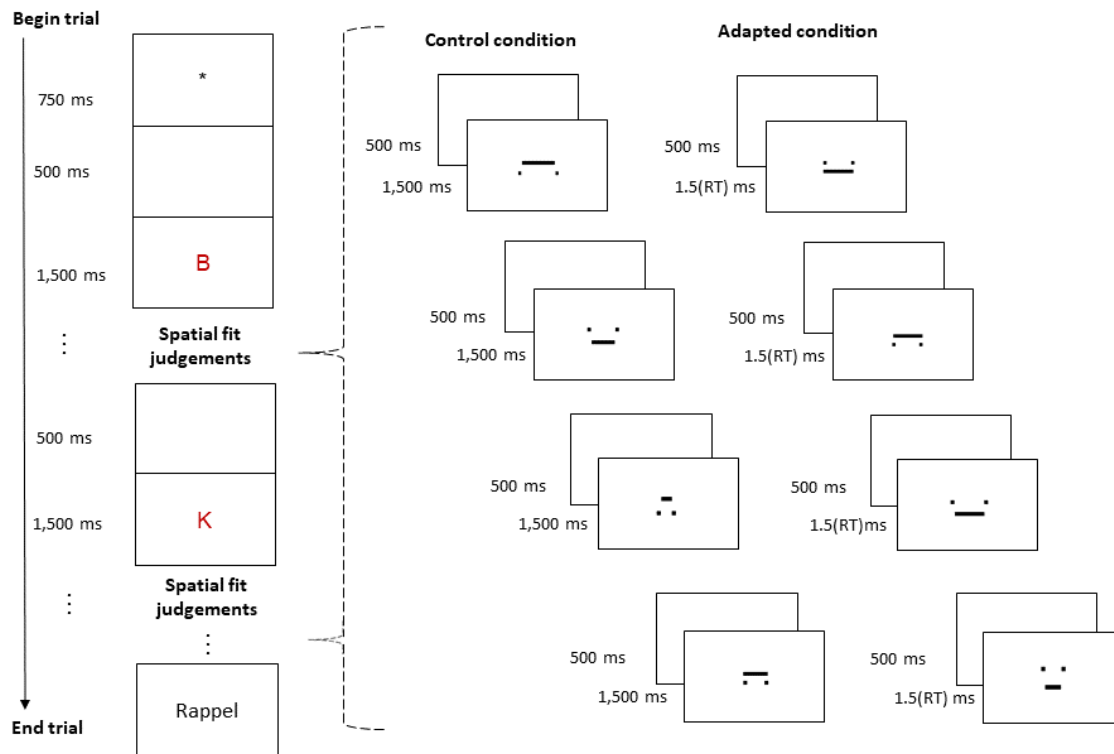 Begin trial
*
750 ms
500 ms
B
1,500 ms
⋮
Spatial fit
judgements
500 ms
K
1,500 ms
⋮
Spatial fit
judgements
⋮
Rappel
End trial
Control condition
500 ms
1,500 ms
500 ms
1,500 ms
500 ms
1,500 ms
500 ms
1,500 ms
Adapted condition
500 ms
1.5(RT) ms
500 ms
1.5(RT) ms
500 ms
1.5(RT)ms
500 ms
1.5(RT) ms